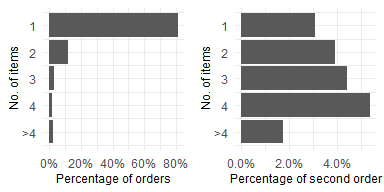 No. of items
1
2
3
4
>4
0% 20% 40% 60% 80%
Percentage of orders
No. of items
1
2
3
4
>4
0.0% 2.0% 4.0%
Percentage of second order